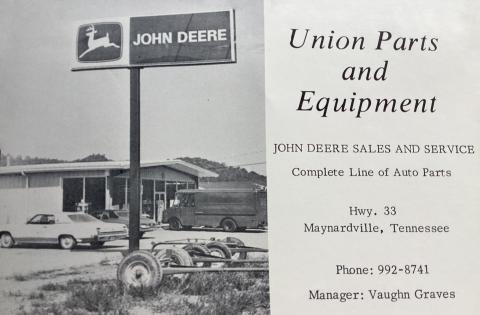 JOHN DEERE
Union Parts
and
Equipment
JOHN DEERE SALES AND SERVICE
Complete Line of Auto Parts
Hwy. 33
Maynardville, Tennessee
Phone: 992-8741
Manager: Vaughn Graves